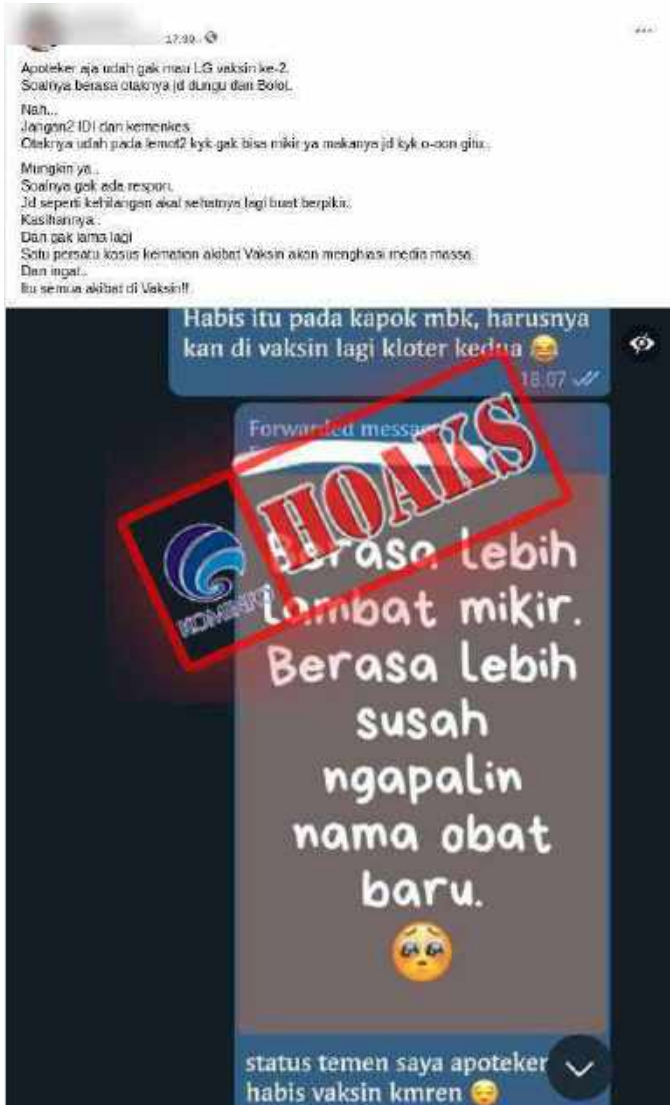 17.39
Apoteker aja udah gak mau LG vaksin ke-2.
Soalnya berasa otaknya jd dungu dan Bolot.
Nah...
Jangan2 IDI dan kemenkes
Otaknya udah pada lemot2 kyk gak bisa mikir ya makanya jd kyk o-oon gitu..
Mungkin ya..
Soalnya gak ada respon.
Jd seperti kehilangan akal sehatnya lagi buat berpikir..
Kasihannya..
Dan gak lama lagi
Satu persatu kasus kematian akibat Vaksin akan menghiasi media massa.
Dan ingat..
Itu semua akibat di Vaksin!!
Habis itu pada kapok mbk, harusnya
kan di vaksin lagi kloter kedua 😂
18.07
Forwarded message
HOAKS
KOMINFO
Berasa lebih
lambat mikir.
Berasa lebih
susah
ngapalin
nama obat
baru.
🥺
status temen saya apoteker
habis vaksin kmren 😔